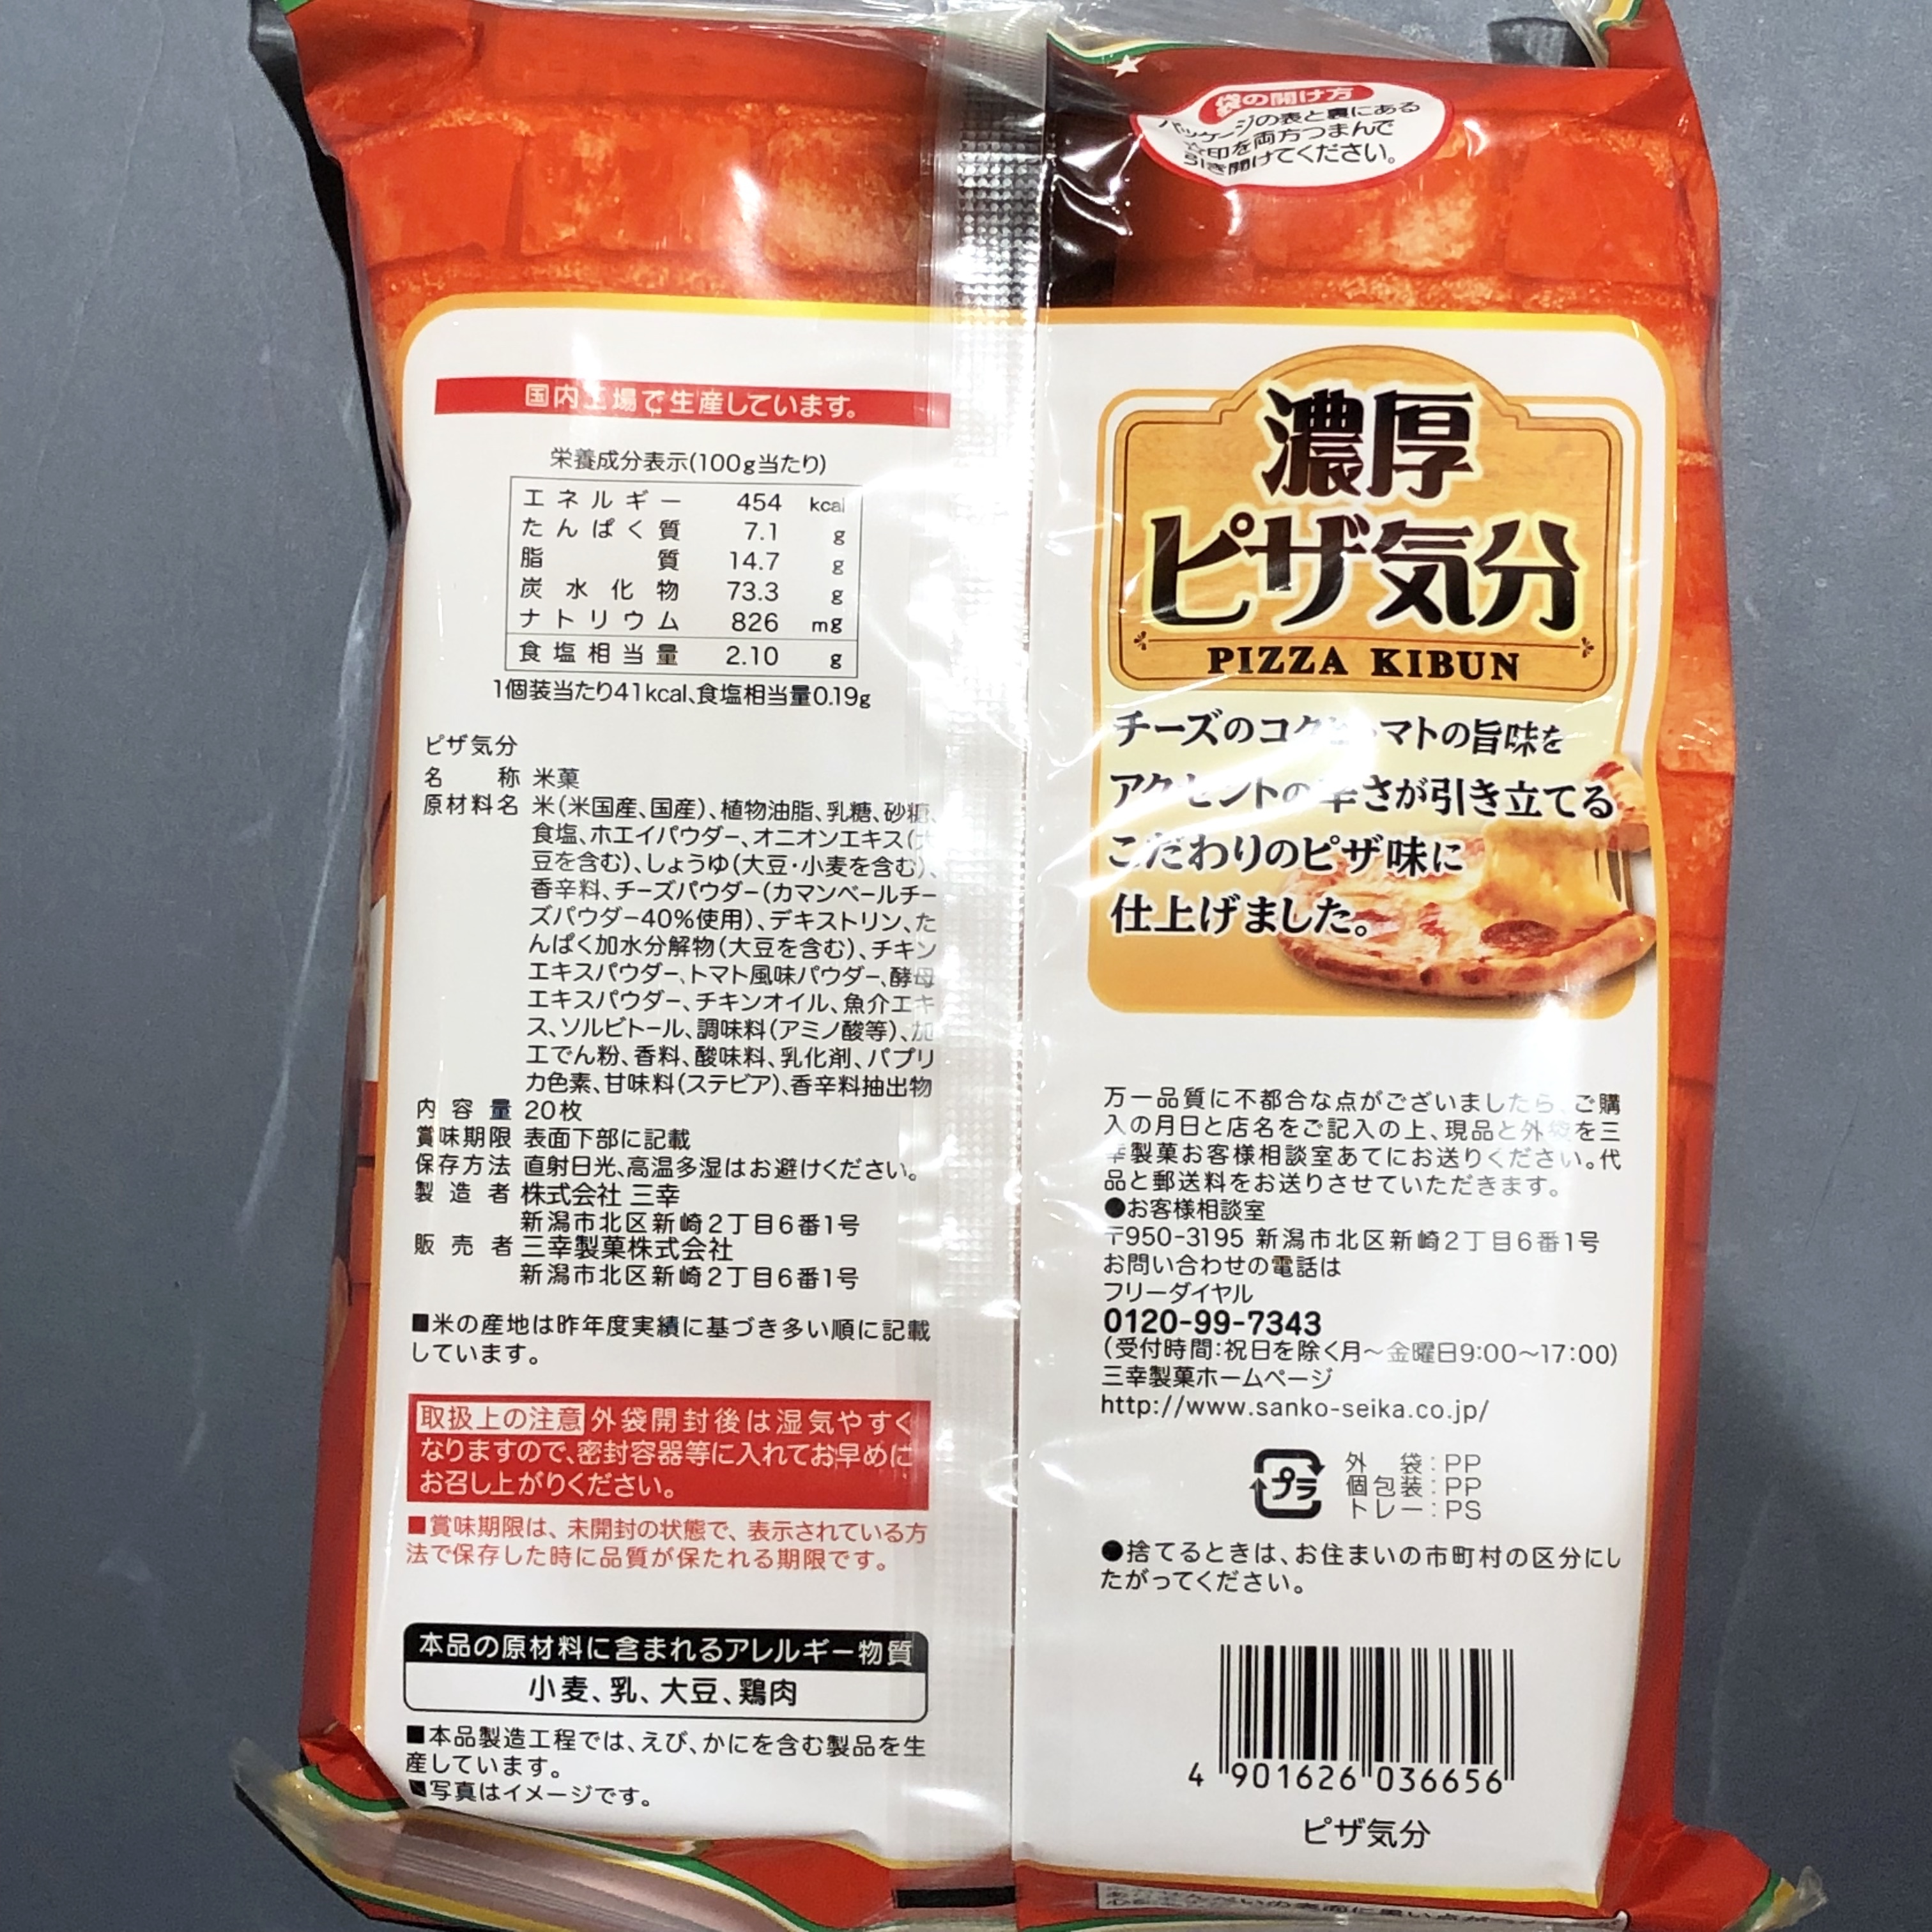 袋の開け方
パッケージの表と裏にある
☆印を両方つまんで
引き開けてください。
国内工場で生産しています。
栄養成分表示(100g当たり)
エネルギー 454 kcal
たんぱく質 7.1 g
脂質 14.7 g
炭水化物 73.3 g
ナトリウム 826 mg
食塩相当量 2.10 g
1個装当たり41kcal、食塩相当量0.19g
ピザ気分
名称 米菓
原材料名 米(米国産、国産)、植物油脂、乳糖、砂糖、
食塩、ホエイパウダー、オニオンエキス(大
豆を含む)、しょうゆ(大豆・小麦を含む)、
香辛料、チーズパウダー(カマンベールチー
ズパウダー40%使用)、デキストリン、た
んぱく加水分解物(大豆を含む)、チキン
エキスパウダー、トマト風味パウダー、酵母
エキスパウダー、チキンオイル、魚介エキ
ス、ソルビトール、調味料(アミノ酸等)、加
工でん粉、香料、酸味料、乳化剤、パプリ
カ色素、甘味料(ステビア)、香辛料抽出物
内容量 20枚
賞味期限 表面下部に記載
保存方法 直射日光、高温多湿はお避けください。
製造者 株式会社 三幸
新潟市北区新崎2丁目6番1号
販売者 三幸製菓株式会社
新潟市北区新崎2丁目6番1号
■米の産地は昨年度実績に基づき多い順に記載
しています。
取扱上の注意 外袋開封後は湿気やすく
なりますので、密封容器等に入れてお早めに
お召し上がりください。
■賞味期限は、未開封の状態で、表示されている方
法で保存した時に品質が保たれる期限です。
本品の原材料に含まれるアレルギー物質
小麦、乳、大豆、鶏肉
■本品製造工程では、えび、かにを含む製品を生
産しています。
■写真はイメージです。
濃厚
ピザ気分
PIZZA KIBUN
チーズのコクとトマトの旨味を
アクセントの辛さが引き立てる
こだわりのピザ味に
仕上げました。
万一品質に不都合な点がございましたら、ご購
入の月日と店名をご記入の上、現品と外袋を三
幸製菓お客様相談室あてにお送りください。代
品と郵送料をお送りさせていただきます。
●お客様相談室
〒950-3195 新潟市北区新崎2丁目6番1号
お問い合わせの電話は
フリーダイヤル
0120-99-7343
(受付時間:祝日を除く月～金曜日9:00～17:00)
三幸製菓ホームページ
http://www.sanko-seika.co.jp/
プラ
外袋:PP
個包装:PP
トレー:PS
●捨てるときは、お住まいの市町村の区分にし
たがってください。
4 901626 036656
ピザ気分